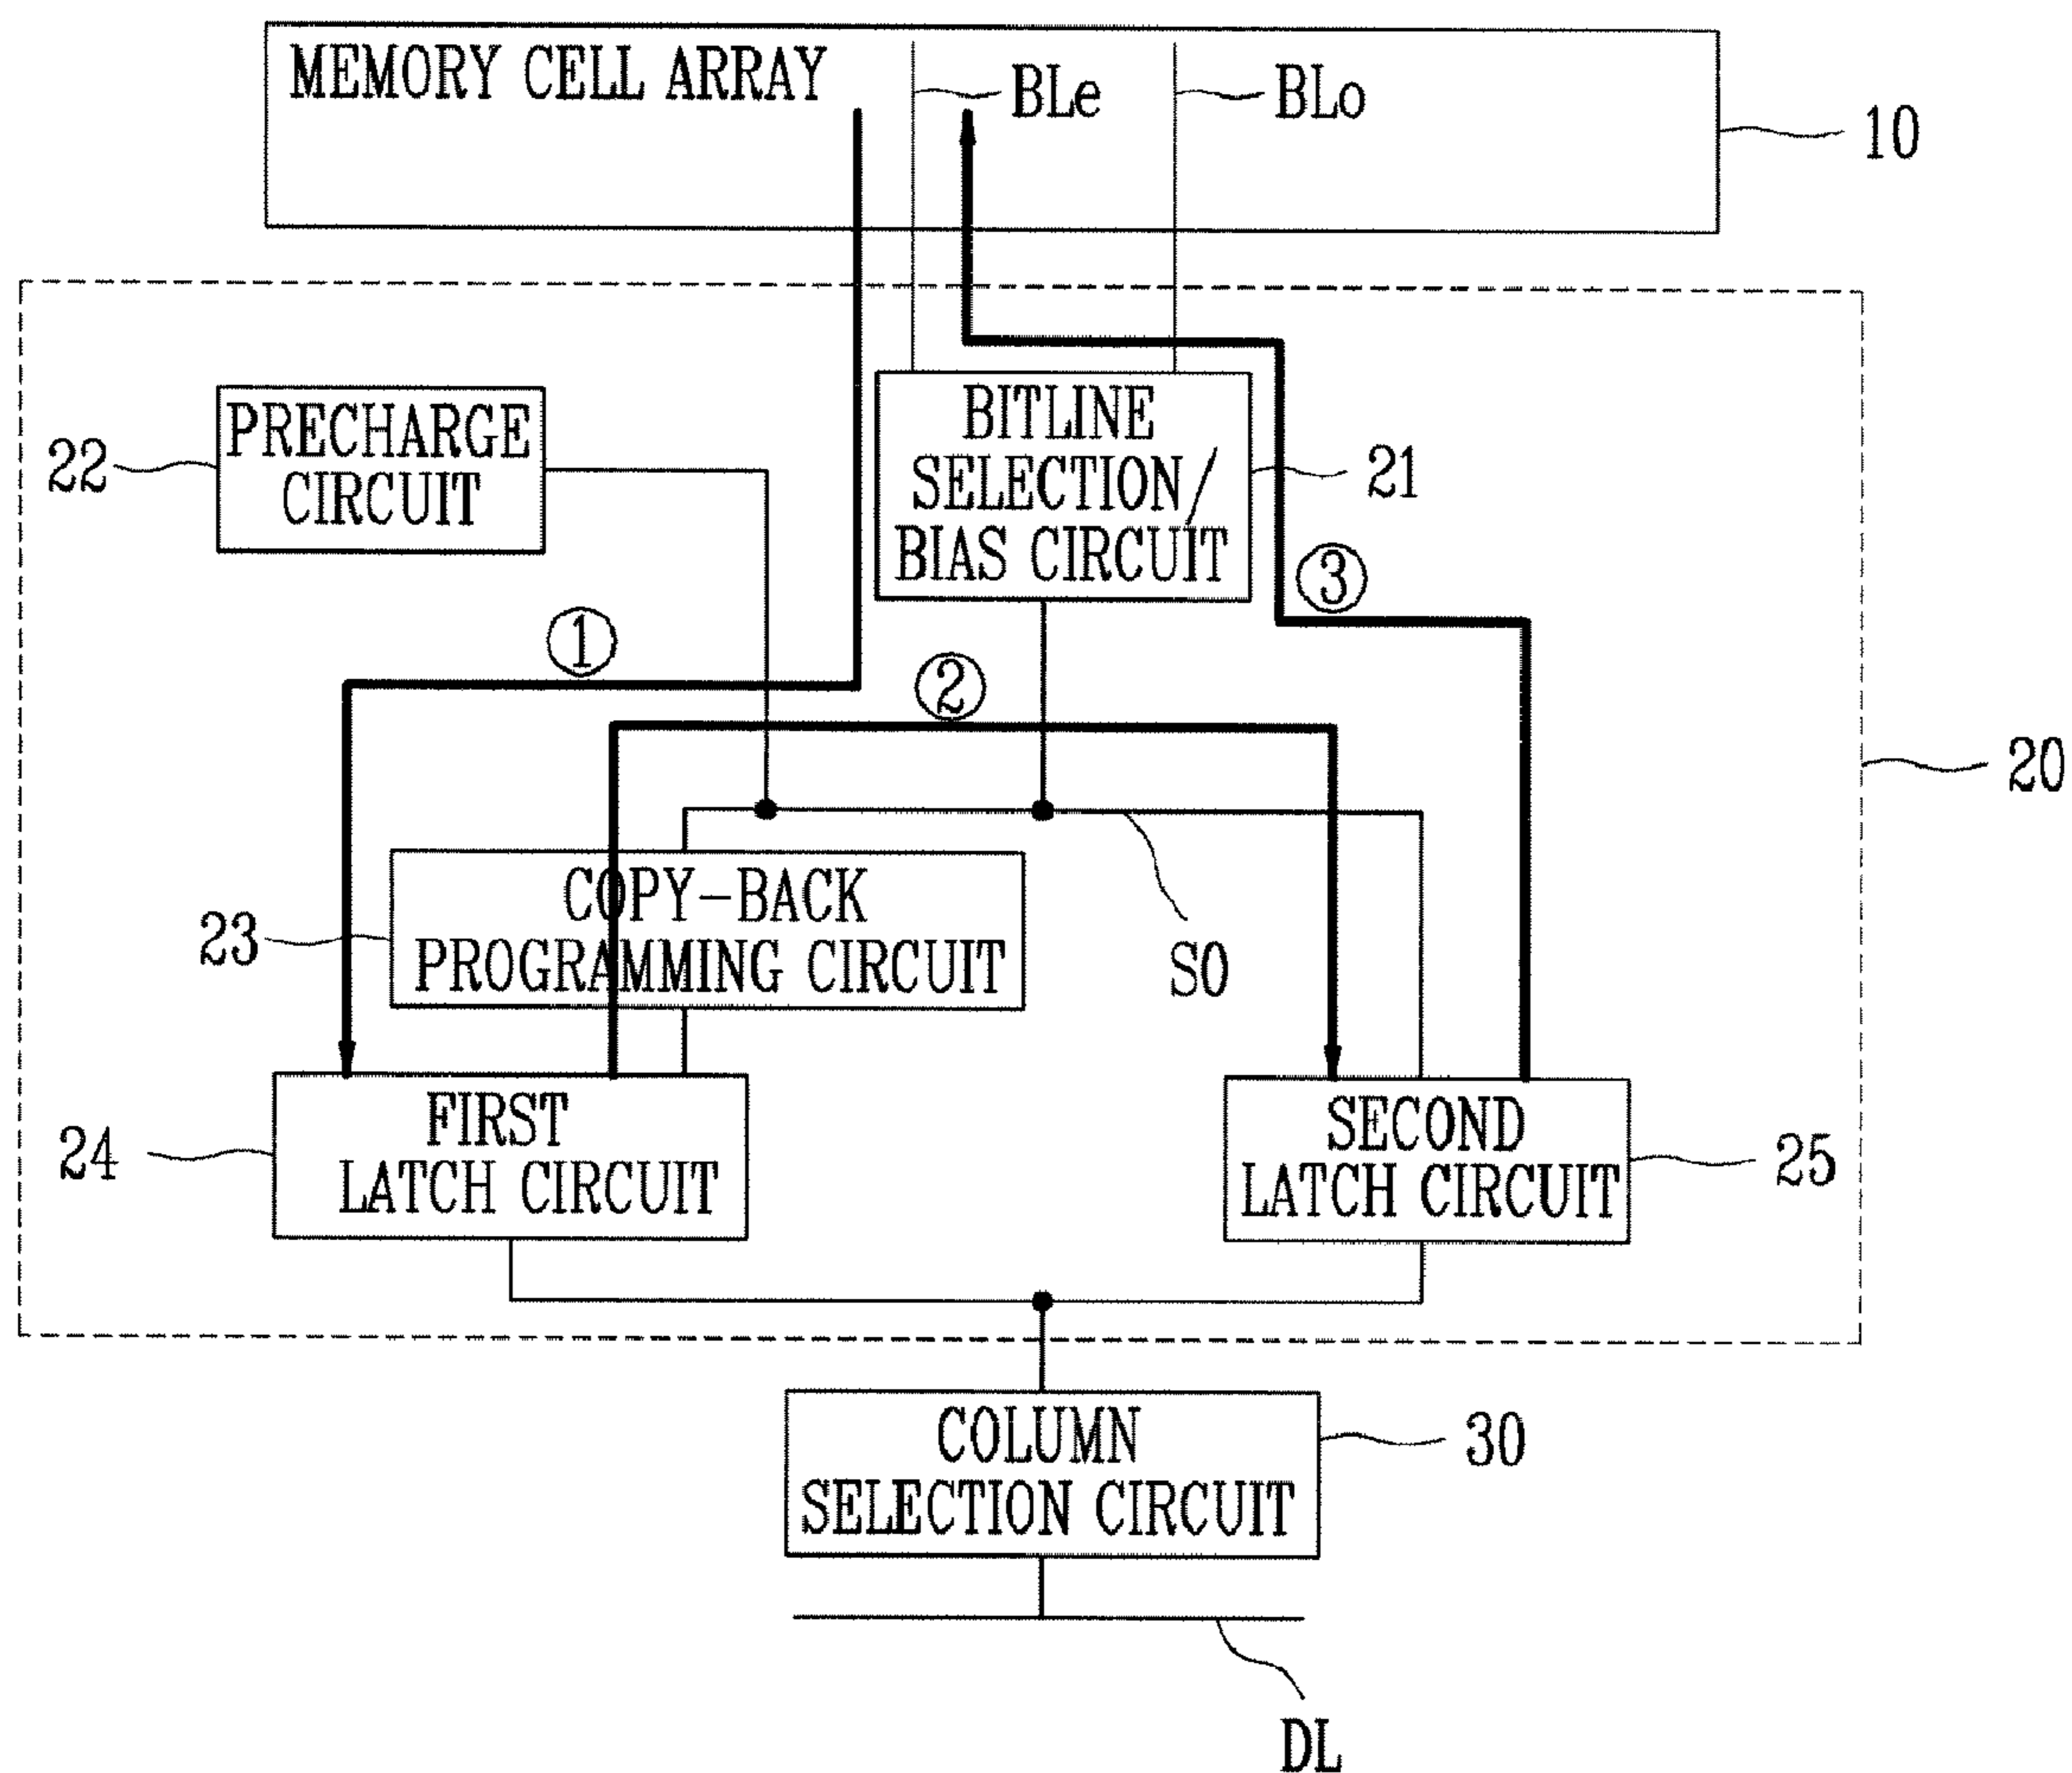 MEMORY CELL ARRAY
BLe
BLo
10
PRECHARGE
CIRCUIT
22
BITLINE
SELECTION/
BIAS CIRCUIT
21
③
①
②
20
COPY-BACK
PROGRAMMING CIRCUIT
23
SO
FIRST
LATCH CIRCUIT
24
SECOND
LATCH CIRCUIT
25
COLUMN
SELECTION CIRCUIT
30
DL